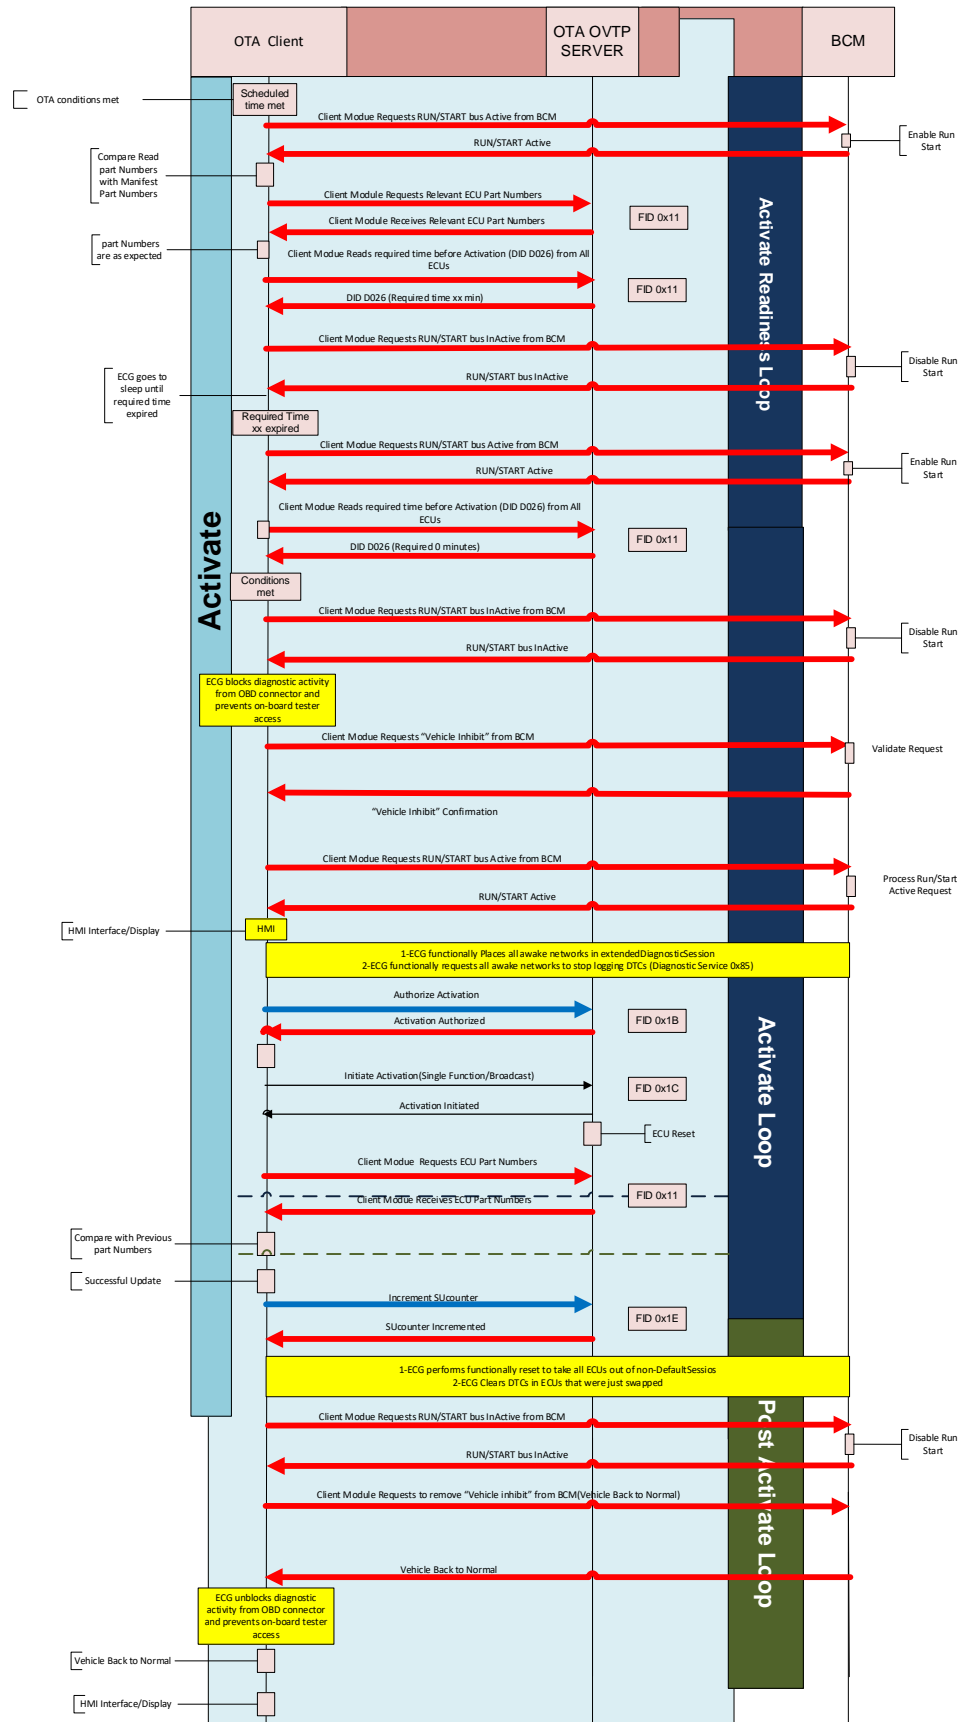 OTA Client
OTA OVTP
SERVER
BCM
Scheduled
time met
OTA conditions met
Client Modue Requests RUN/START bus Active from BCM
Enable Run
Start
RUN/START Active
Compare Read
part Numbers
with Manifest
Part Numbers
Client Module Requests Relevant ECU Part Numbers
FID 0x11
Client Module Receives Relevant ECU Part Numbers
part Numbers
are as expected
Client Modue Reads required time before Activation (DID D026) from All
ECUs
FID 0x11
DID D026 (Required time xx min)
Activate Readiness Loop
Client Modue Requests RUN/START bus InActive from BCM
Disable Run
Start
RUN/START bus InActive
ECG goes to
sleep until
required time
expired
Required Time
xx expired
Client Modue Requests RUN/START bus Active from BCM
Enable Run
Start
RUN/START Active
Client Modue Reads required time before Activation (DID D026) from All
ECUs
FID 0x11
DID D026 (Required 0 minutes)
Activate
Conditions
met
Client Modue Requests RUN/START bus InActive from BCM
Disable Run
Start
RUN/START bus InActive
ECG blocks diagnostic activity
from OBD connector and
prevents on-board tester
access
Client Modue Requests “Vehicle Inhibit” from BCM
Validate Request
“Vehicle Inhibit” Confirmation
Client Modue Requests RUN/START bus Active from BCM
Process Run/Start
Active Request
RUN/START Active
HMI Interface/Display
HMI
1-ECG functionally Places all awake networks in extendedDiagnosticSession
2-ECG functionally requests all awake networks to stop logging DTCs (Diagnostic Service 0x85)
Authorize Activation
FID 0x1B
Activation Authorized
Activate Loop
Initiate Activation(Single Function/Broadcast)
FID 0x1C
Activation Initiated
ECU Reset
Client Modue  Requests ECU Part Numbers
FID 0x11
Client Modue Receives ECU Part Numbers
Compare with Previous
part Numbers
Successful Update
Increment SUcounter
FID 0x1E
SUcounter Incremented
1-ECG performs functionally reset to take all ECUs out of non-DefaultSessios
2-ECG Clears DTCs in ECUs that were just swapped
Post Activate Loop
Client Modue Requests RUN/START bus InActive from BCM
Disable Run
Start
RUN/START bus InActive
Client Module Requests to remove “Vehicle inhibit” from BCM(Vehicle Back to Normal)
Vehicle Back to Normal
ECG unblocks diagnostic
activity from OBD connector
and prevents on-board tester
access
Vehicle Back to Normal
HMI Interface/Display